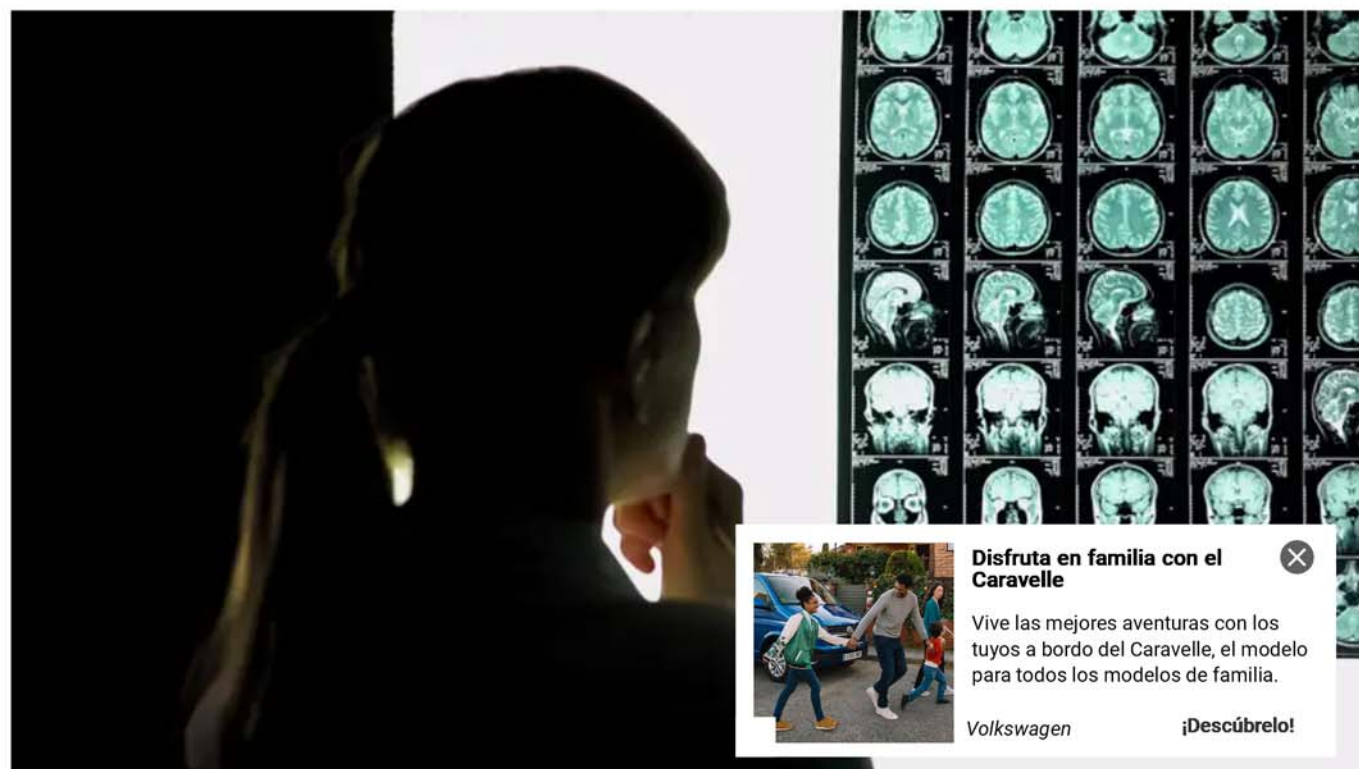 Disfruta en familia con el
Caravelle
Vive las mejores aventuras con los
tuyos a bordo del Caravelle, el modelo
para todos los modelos de familia.
Volkswagen
¡Descúbrelo!